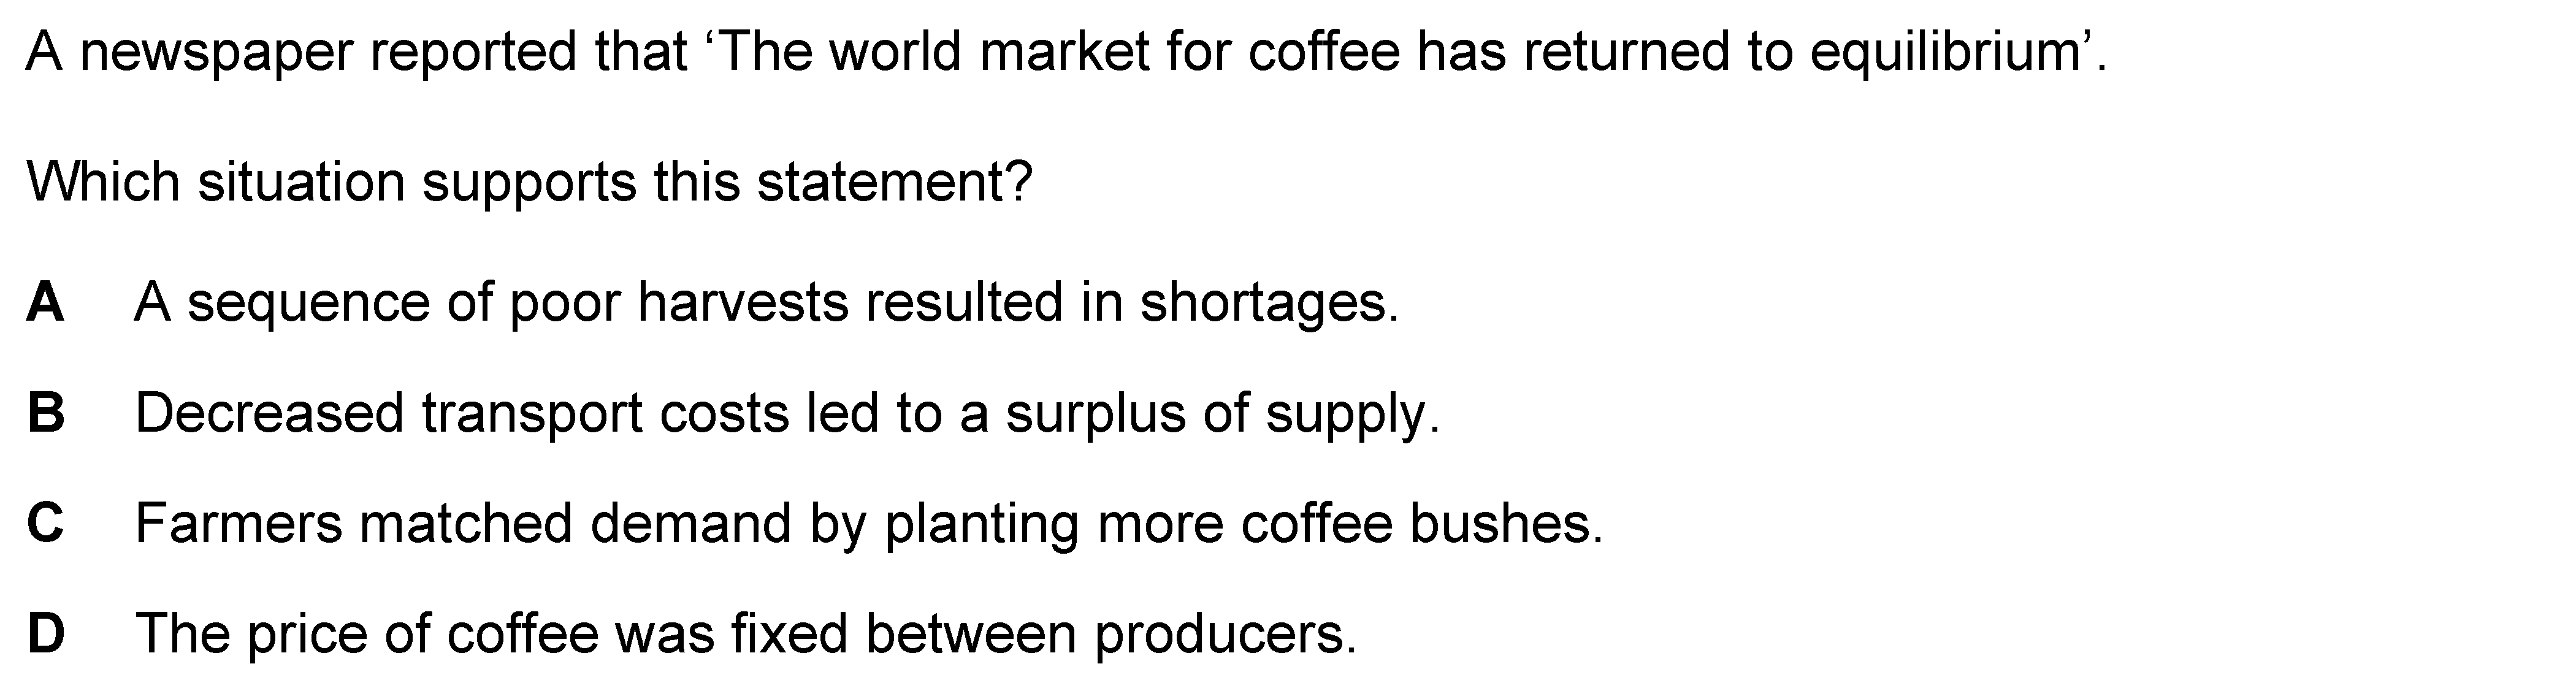 A newspaper reported that ‘The world market for coffee has returned to equilibrium’.
Which situation supports this statement?
A A sequence of poor harvests resulted in shortages.
B Decreased transport costs led to a surplus of supply.
C Farmers matched demand by planting more coffee bushes.
D The price of coffee was fixed between producers.